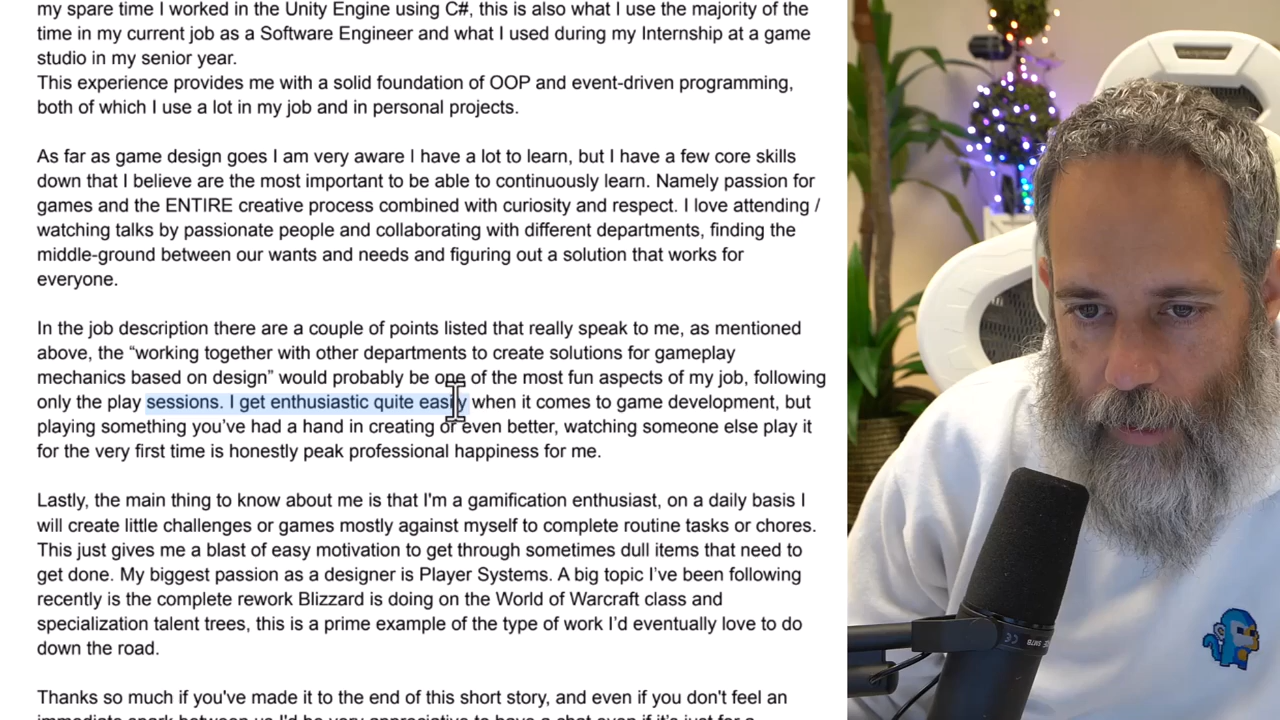 my spare time I worked in the Unity Engine using C#, this is also what I use the majority of the
time in my current job as a Software Engineer and what I used during my Internship at a game
studio in my senior year.
This experience provides me with a solid foundation of OOP and event-driven programming,
both of which I use a lot in my job and in personal projects.
As far as game design goes I am very aware I have a lot to learn, but I have a few core skills
down that I believe are the most important to be able to continuously learn. Namely passion for
games and the ENTIRE creative process combined with curiosity and respect. I love attending /
watching talks by passionate people and collaborating with different departments, finding the
middle-ground between our wants and needs and figuring out a solution that works for
everyone.
In the job description there are a couple of points listed that really speak to me, as mentioned
above, the “working together with other departments to create solutions for gameplay
mechanics based on design” would probably be one of the most fun aspects of my job, following
only the play sessions. I get enthusiastic quite easily when it comes to game development, but
playing something you’ve had a hand in creating or even better, watching someone else play it
for the very first time is honestly peak professional happiness for me.
Lastly, the main thing to know about me is that I'm a gamification enthusiast, on a daily basis I
will create little challenges or games mostly against myself to complete routine tasks or chores.
This just gives me a blast of easy motivation to get through sometimes dull items that need to
get done. My biggest passion as a designer is Player Systems. A big topic I’ve been following
recently is the complete rework Blizzard is doing on the World of Warcraft class and
specialization talent trees, this is a prime example of the type of work I’d eventually love to do
down the road.
Thanks so much if you've made it to the end of this short story, and even if you don't feel an
immediate spark between us I'd be very appreciative to have a chat even if it's just for a
SM7B